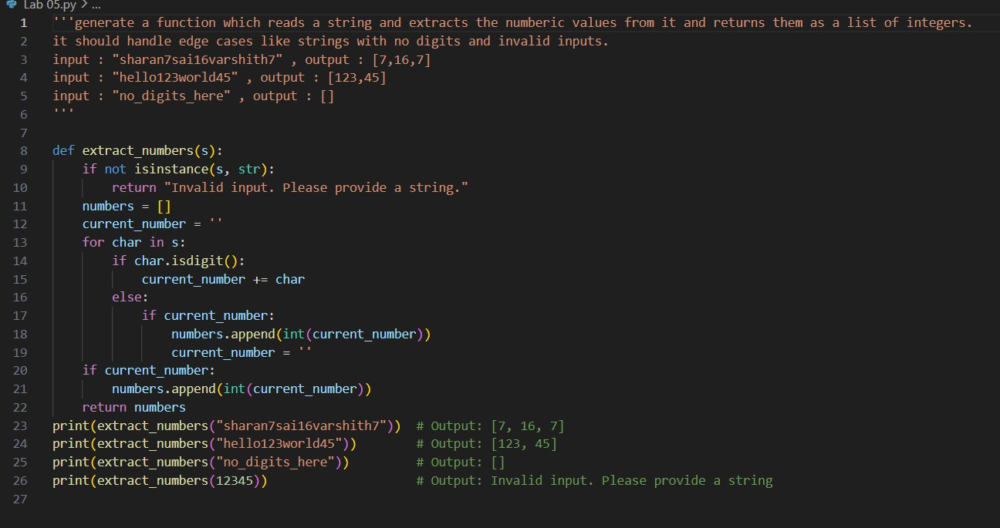 Lab 05.py > ...
1 '''generate a function which reads a string and extracts the numberic values from it and returns them as a list of integers.
2 it should handle edge cases like strings with no digits and invalid inputs.
3 input : "sharan7sai16varshith7" , output : [7,16,7]
4 input : "hello123world45" , output : [123,45]
5 input : "no_digits_here" , output : []
6 '''
7
8 def extract_numbers(s):
9     if not isinstance(s, str):
10         return "Invalid input. Please provide a string."
11     numbers = []
12     current_number = ''
13     for char in s:
14         if char.isdigit():
15             current_number += char
16         else:
17             if current_number:
18                 numbers.append(int(current_number))
19                 current_number = ''
20     if current_number:
21         numbers.append(int(current_number))
22     return numbers
23 print(extract_numbers("sharan7sai16varshith7"))  # Output: [7, 16, 7]
24 print(extract_numbers("hello123world45"))        # Output: [123, 45]
25 print(extract_numbers("no_digits_here"))         # Output: []
26 print(extract_numbers(12345))                    # Output: Invalid input. Please provide a string
27